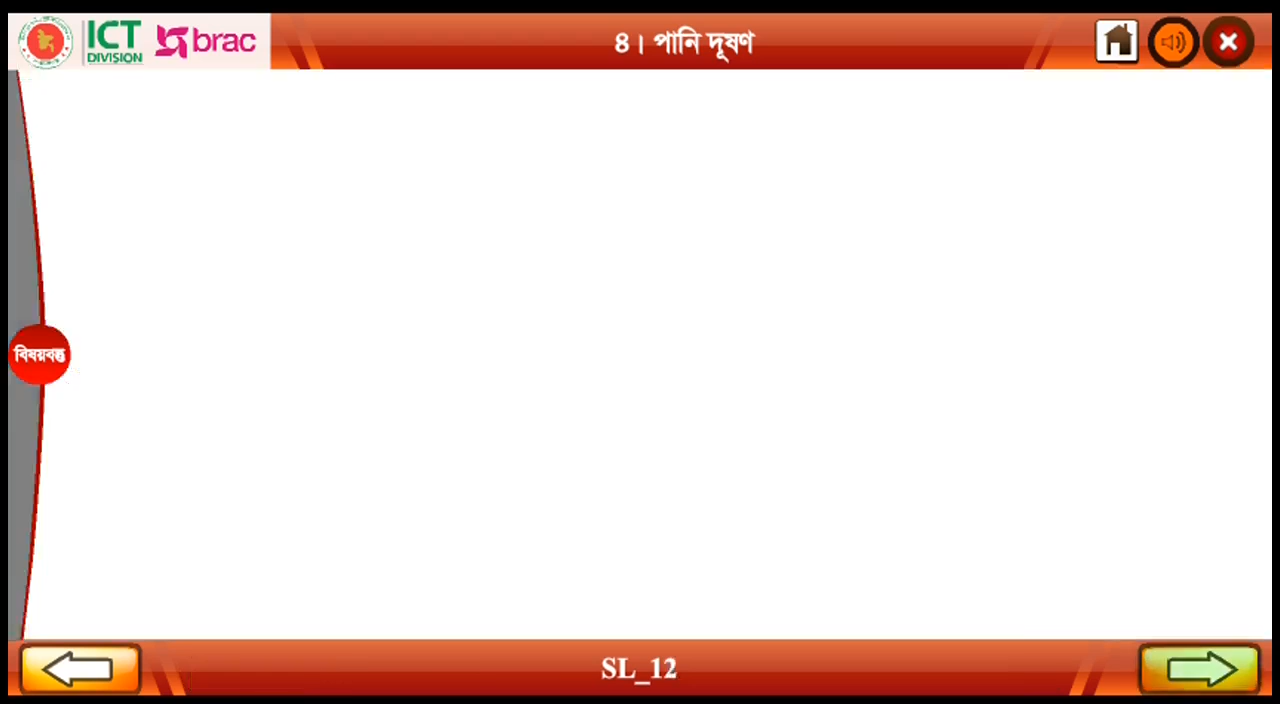 ICT
DIVISION
brac
৪। পানি দূষণ
বিষয়বস্তু
SL_12